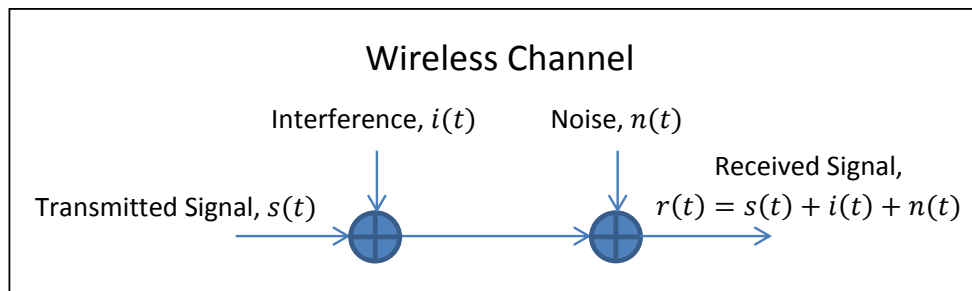 Wireless Channel
Interference, i(t)
Noise, n(t)
Received Signal,
Transmitted Signal, s(t)
r(t) = s(t) + i(t) + n(t)